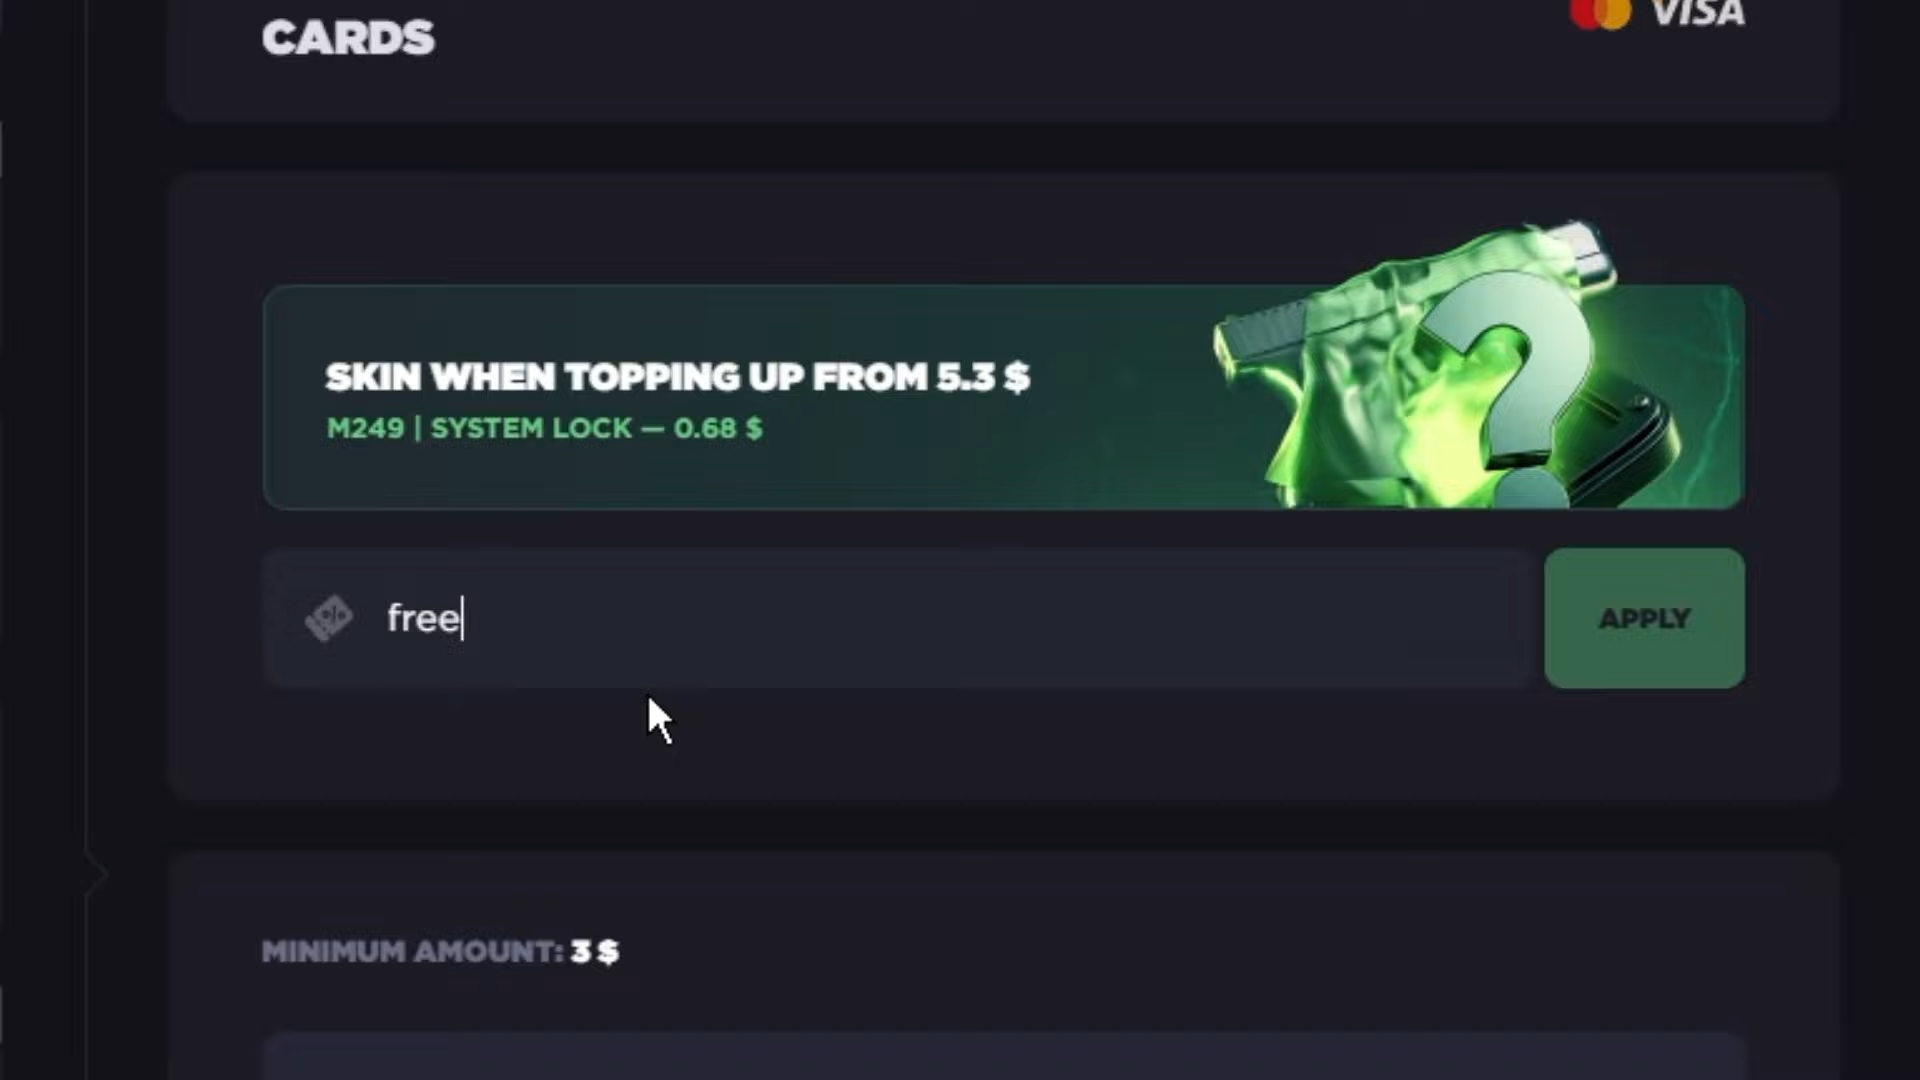 CARDS
VISA
SKIN WHEN TOPPING UP FROM 5.3 $
M249 | SYSTEM LOCK — 0.68 $
free
APPLY
MINIMUM AMOUNT: 3 $